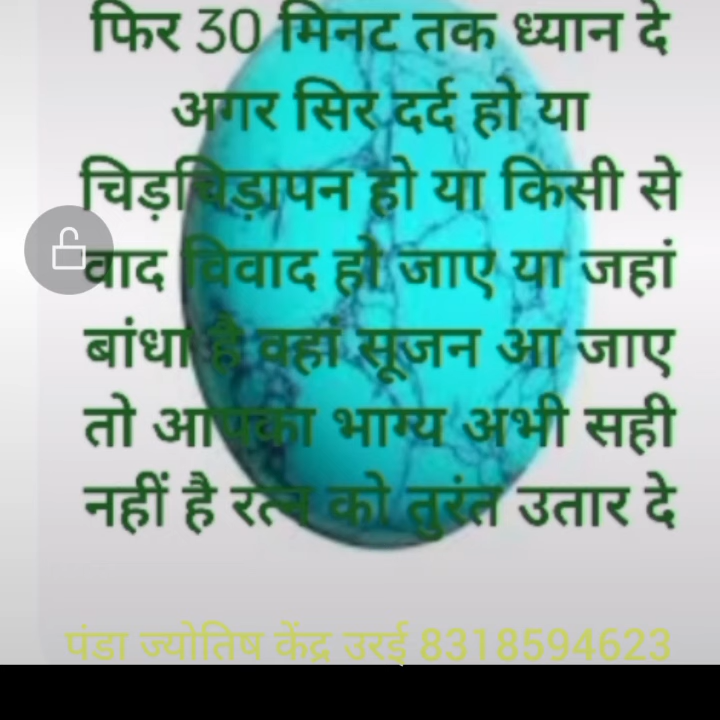 फिर 30 मिनट तक ध्यान दे
अगर सिर दर्द हो या
चिड़चिड़ापन हो या किसी से
वाद विवाद हो जाए या जहां
बांधा है वहां सूजन आ जाए
तो आपका भाग्य अभी सही
नहीं है रत्न को तुरंत उतार दे
पंडा ज्योतिष केंद्र उरई 8318594623